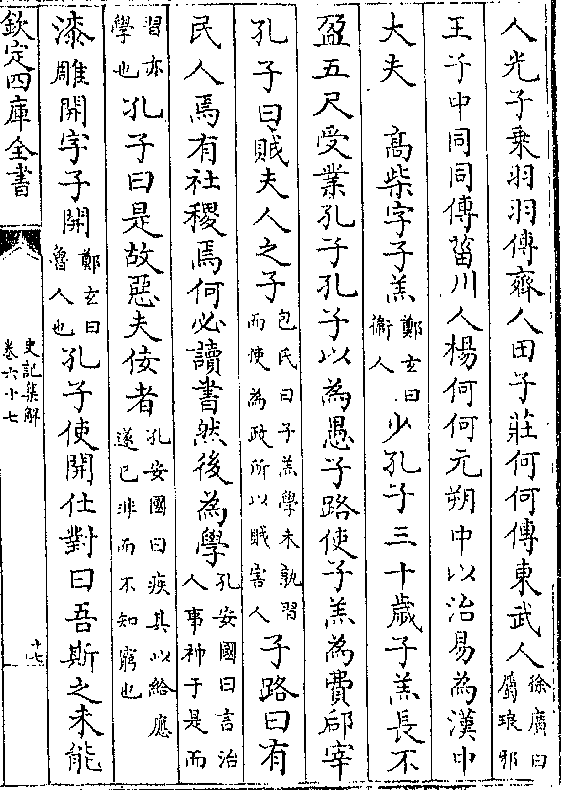 人光子乗羽羽傳齊人田子莊何何傳東武人徐廣曰屬琅邪
王子中同同傳菑川人楊何何元朔中以治易為漢中
大夫　高柴字子羔鄭玄曰衛人少孔子三十歲子羔長不
盈五尺受業孔子孔子以為愚子路使子羔為費郈宰
孔子曰賊夫人之子包氏曰子羔學未熟習而使為政所以賊害人子路曰有
民人焉有社稷焉何必讀書然後為學孔安國曰言治人事神于是而
習亦學也孔子曰是故惡夫佞者孔安國曰疾其以給應遂已非而不知窮也
漆雕開字子開鄭玄曰魯人也孔子使開仕對曰吾斯之未能
欽定四庫全書
史記集解
卷六十七
十七